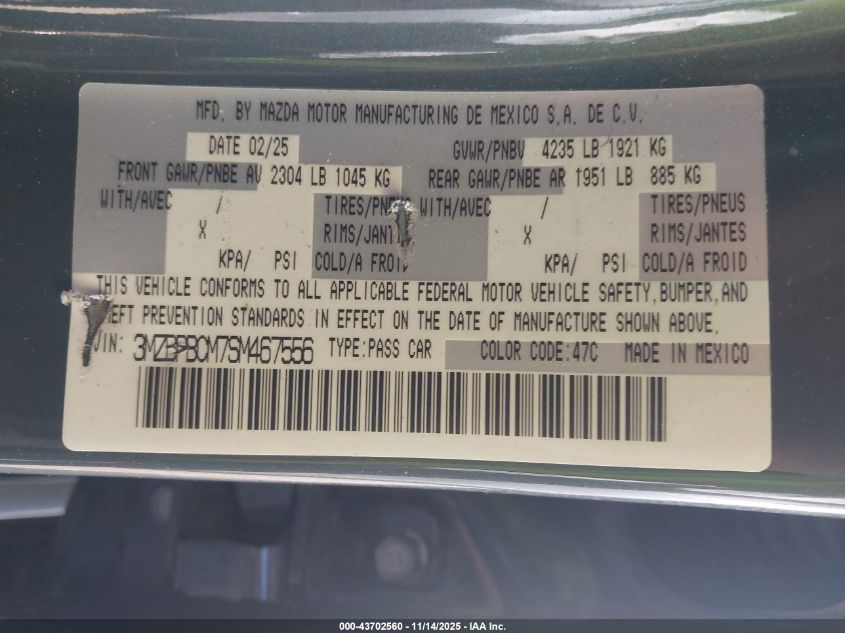 MFD. BY MAZDA MOTOR MANUFACTURING DE MEXICO S.A. DE C.V.
DATE 02/25 GVWR/PNBV 4235 LB 1921 KG
FRONT GAWR/PNBE AV 2304 LB 1045 KG REAR GAWR/PNBE AR 1951 LB 885 KG
WITH/AVEC / TIRES/PNEUS WITH/AVEC / TIRES/PNEUS
X RIMS/JANTES X RIMS/JANTES
KPA/ PSI COLD/A FROID KPA/ PSI COLD/A FROID
THIS VEHICLE CONFORMS TO ALL APPLICABLE FEDERAL MOTOR VEHICLE SAFETY, BUMPER, AND
THEFT PREVENTION STANDARDS IN EFFECT ON THE DATE OF MANUFACTURE SHOWN ABOVE.
VIN: 3MZBPBCM7SM467556 TYPE:PASS CAR COLOR CODE:47C MADE IN MEXICO
000-43702560 - 11/14/2025 - IAA Inc.